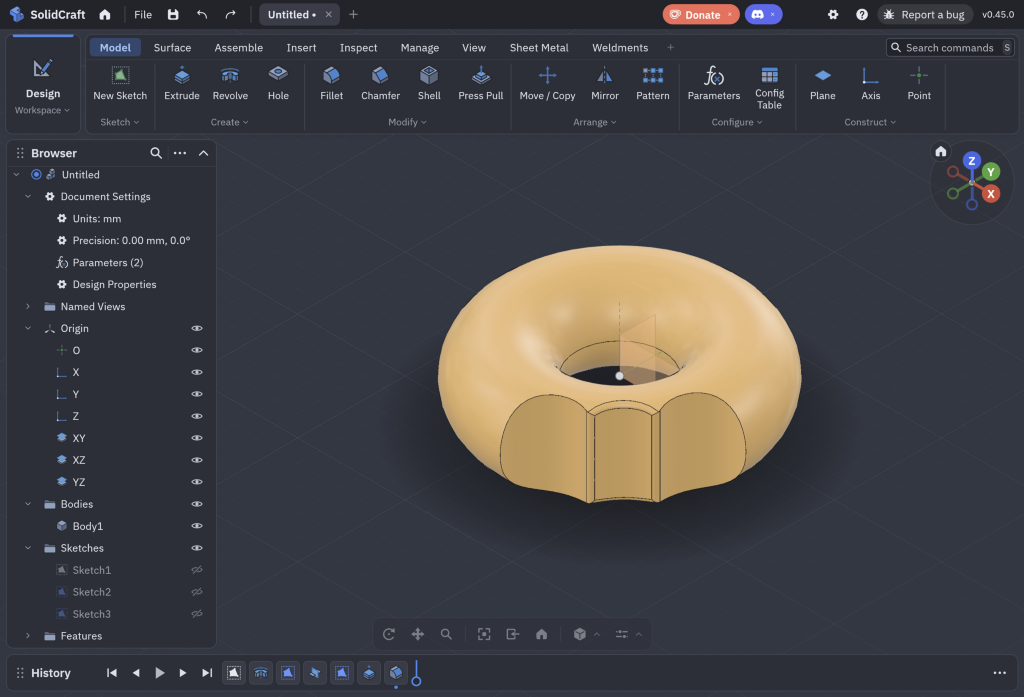 SolidCraft File Untitled • × + Donate × × Report a bug v0.45.0
Design
Workspace
Model Surface Assemble Insert Inspect Manage View Sheet Metal Weldments + Search commands S
New Sketch Extrude Revolve Hole Fillet Chamfer Shell Press Pull Move / Copy Mirror Pattern Parameters Config Table Plane Axis Point
Sketch Create Modify Arrange Configure Construct
Browser
Untitled
Document Settings
Units: mm
Precision: 0.00 mm, 0.0°
Parameters (2)
Design Properties
Named Views
Origin
O
X
Y
Z
XY
XZ
YZ
Bodies
Body1
Sketches
Sketch1
Sketch2
Sketch3
Features
Z
Y
X
History